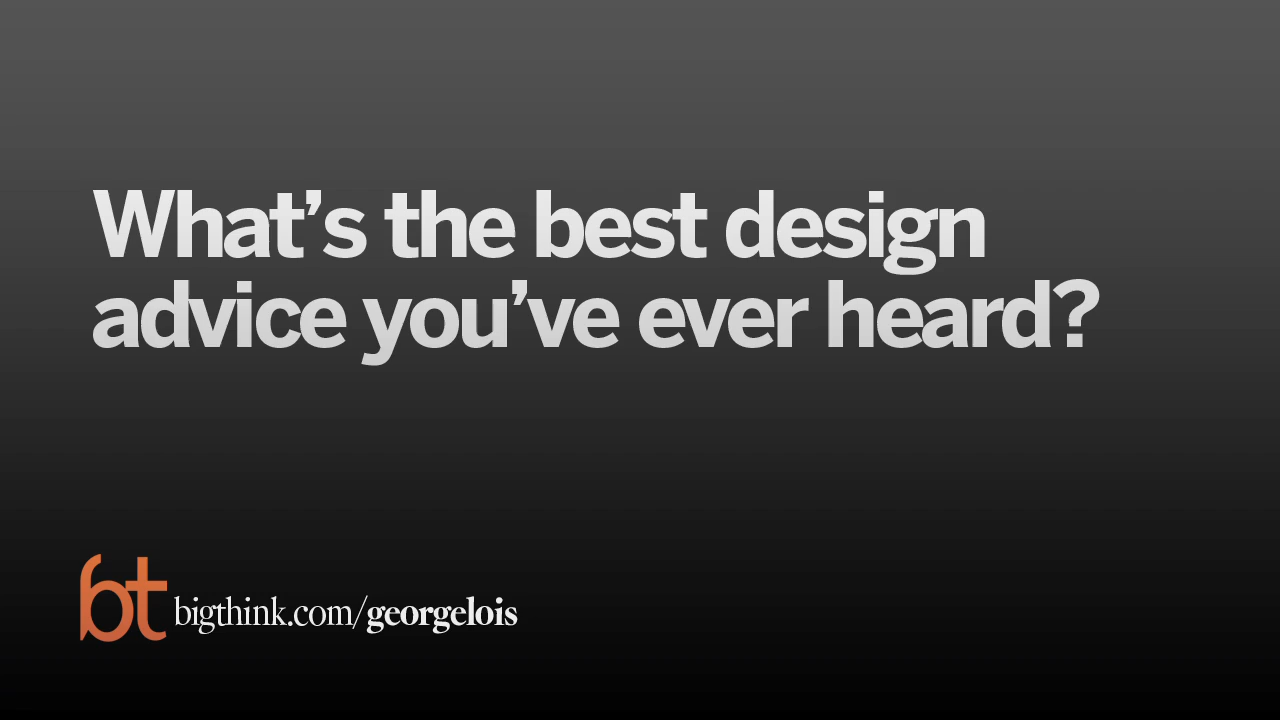 What’s the best design
advice you’ve ever heard?
bt bigthink.com/georgelois